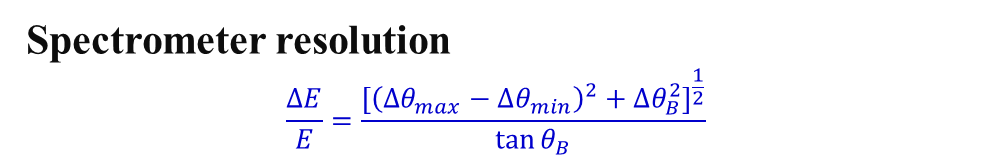 Spectrometer resolution
ΔE/E = [(Δθ_max − Δθ_min)² + Δθ_B²]^(1/2) / tan θ_B